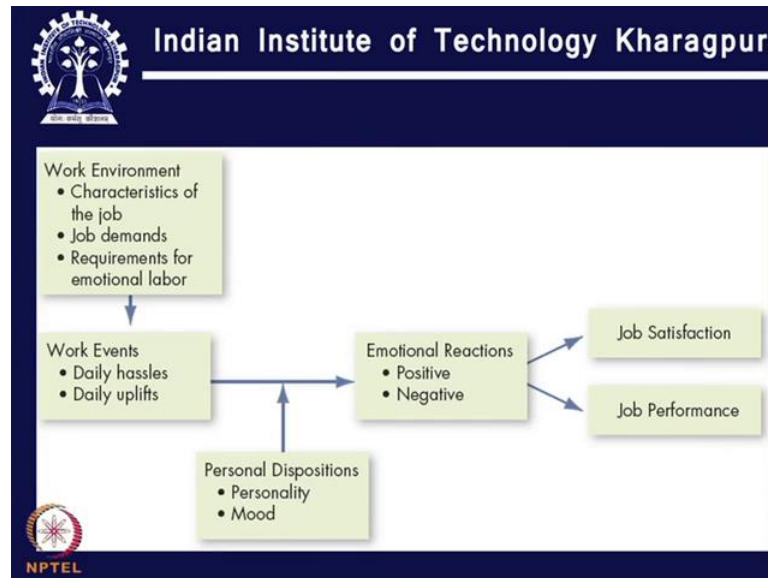 Indian Institute of Technology Kharagpur
Work Environment
• Characteristics of
the job
• Job demands
• Requirements for
emotional labor
Work Events
• Daily hassles
• Daily uplifts
Emotional Reactions
• Positive
• Negative
Job Satisfaction
Job Performance
Personal Dispositions
• Personality
• Mood
NPTEL